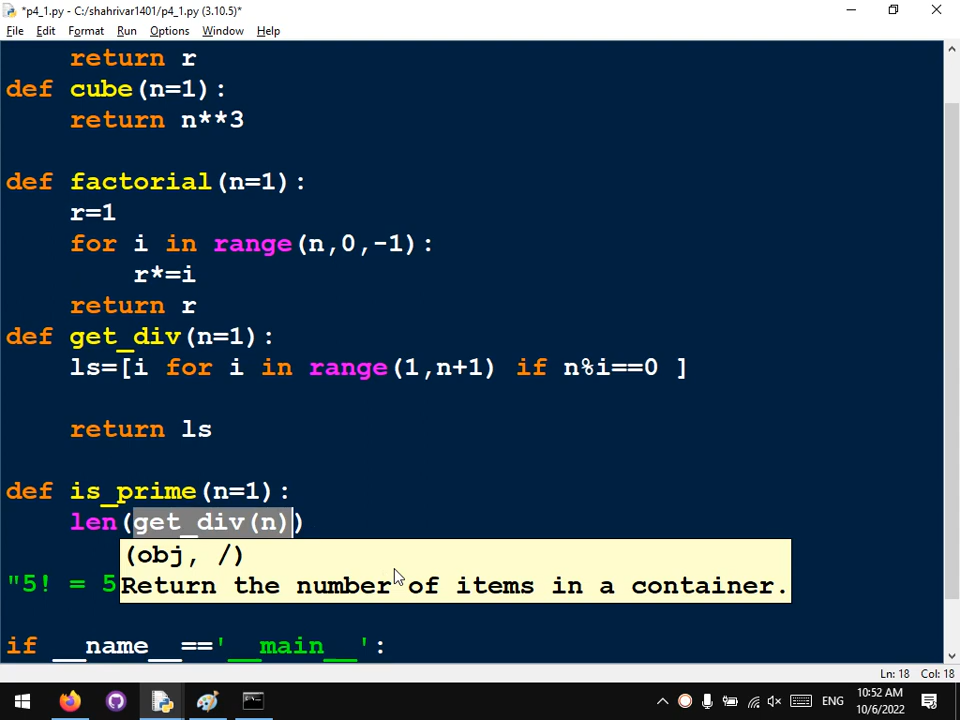 *p4_1.py - C:/shahrivar1401/p4_1.py (3.10.5)*
File Edit Format Run Options Window Help
return r
def cube(n=1):
return n**3
def factorial(n=1):
r=1
for i in range(n,0,-1):
r*=i
return r
def get_div(n=1):
ls=[i for i in range(1,n+1) if n%i==0 ]
return ls
def is_prime(n=1):
len(get_div(n))
(obj, /)
"5! = 5
Return the number of items in a container.
if __name__=='__main__':
Ln: 18 Col: 18
ENG
10:52 AM
10/6/2022